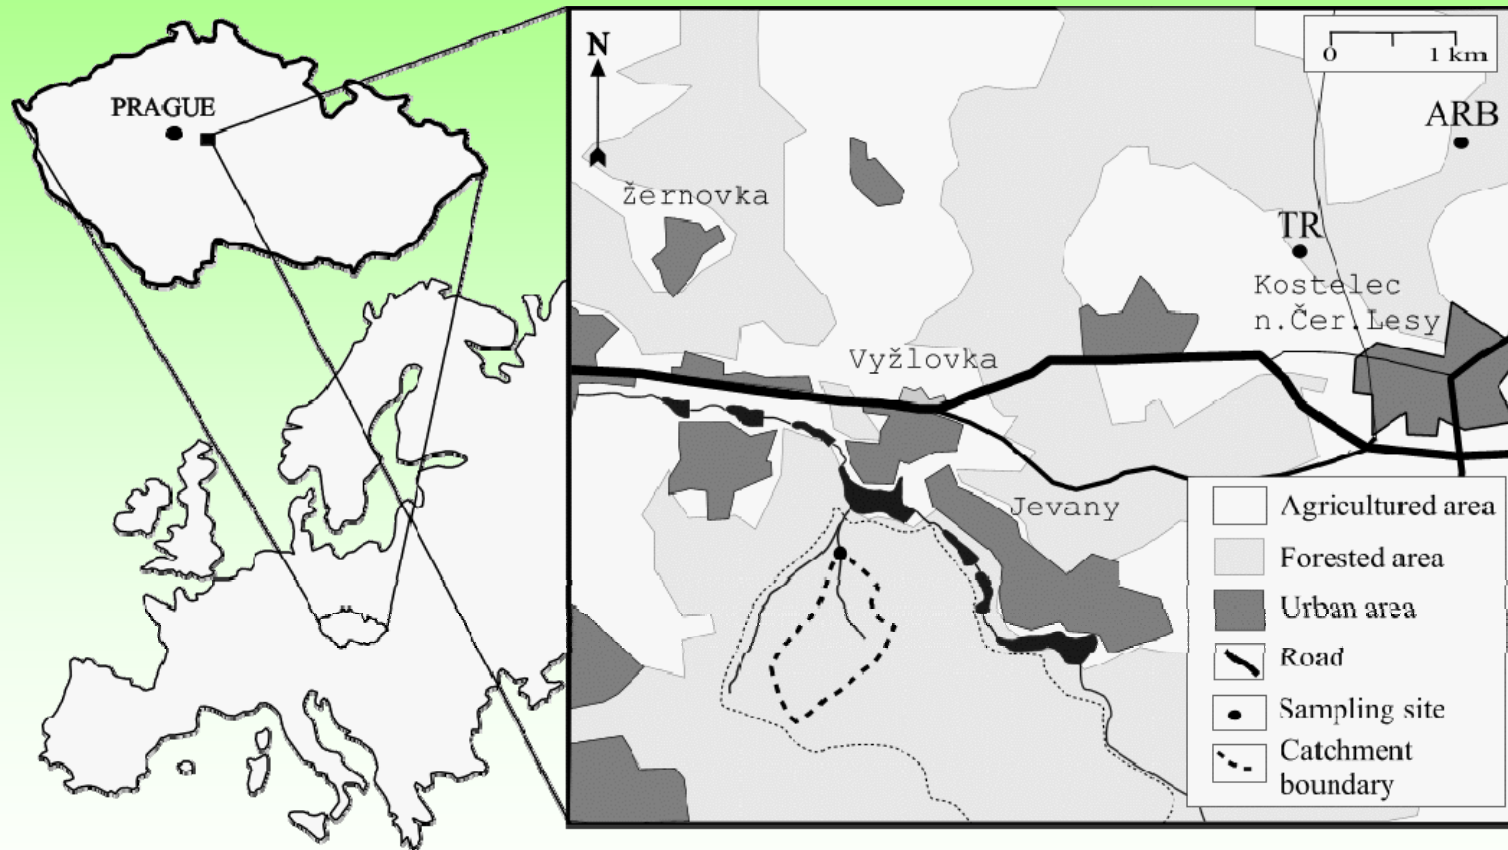 PRAGUE
N
0 1 km
ARB
Žernovka
TR
Kostelec
n.Čer.Lesy
Vyžlovka
Jevany
Agricultured area
Forested area
Urban area
Road
Sampling site
Catchment
boundary